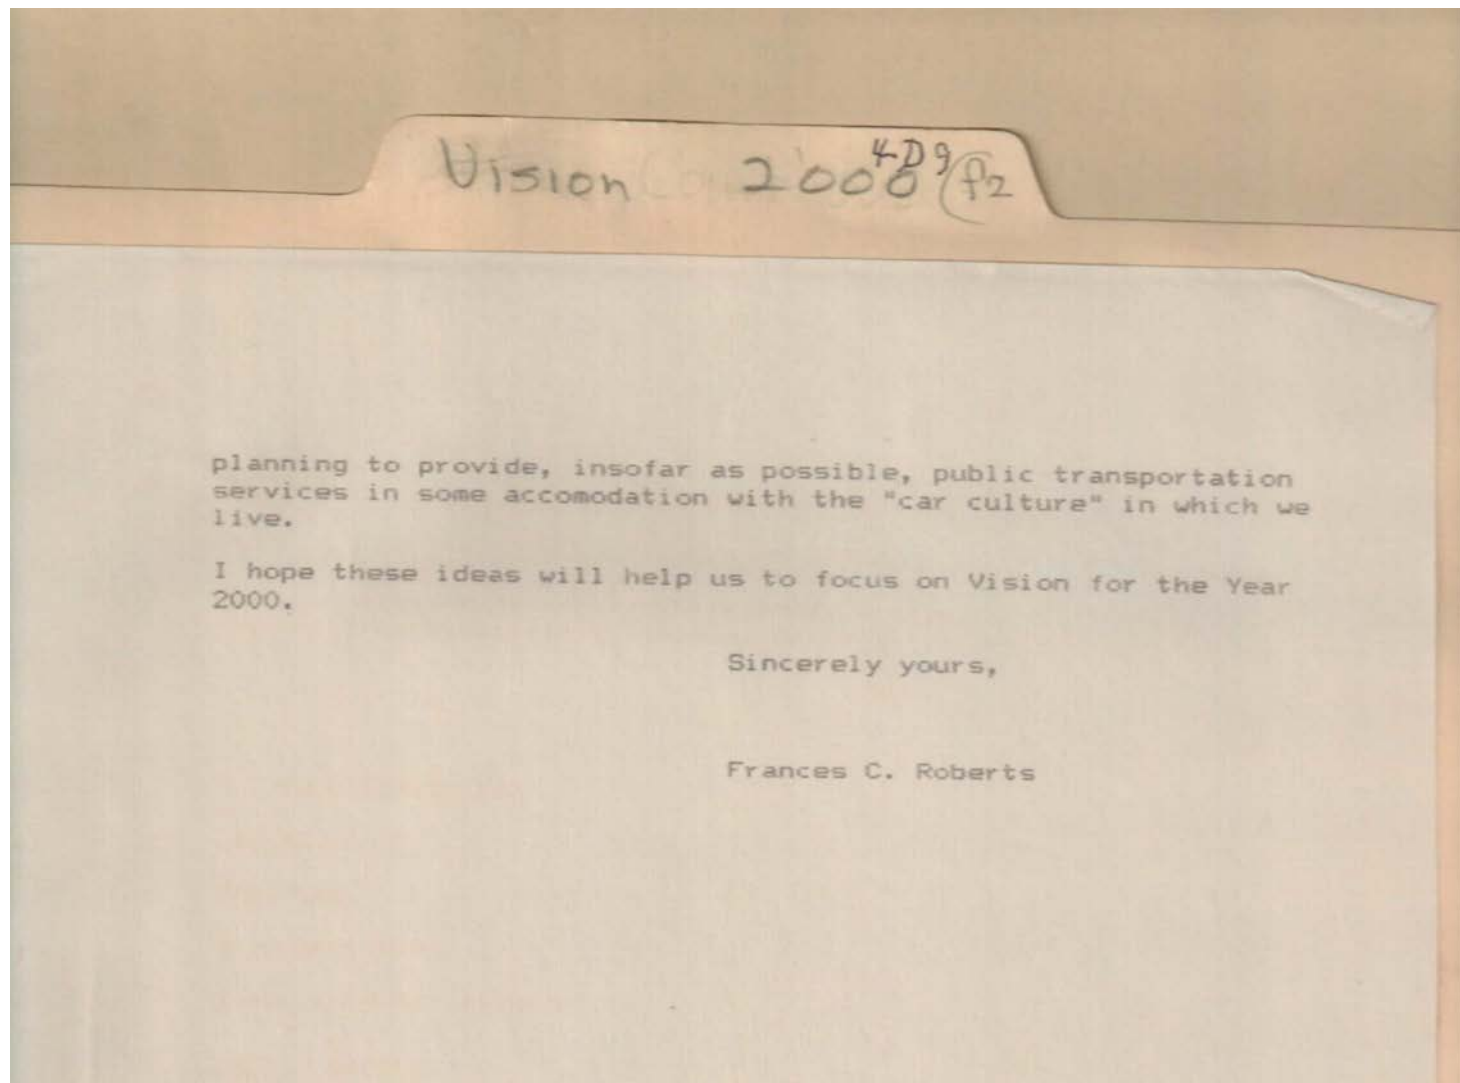 Vision 2000 4-D9 f2
planning to provide, insofar as possible, public transportation
services in some accomodation with the "car culture" in which we
live.
I hope these ideas will help us to focus on Vision for the Year
2000.
Sincerely yours,
Frances C. Roberts